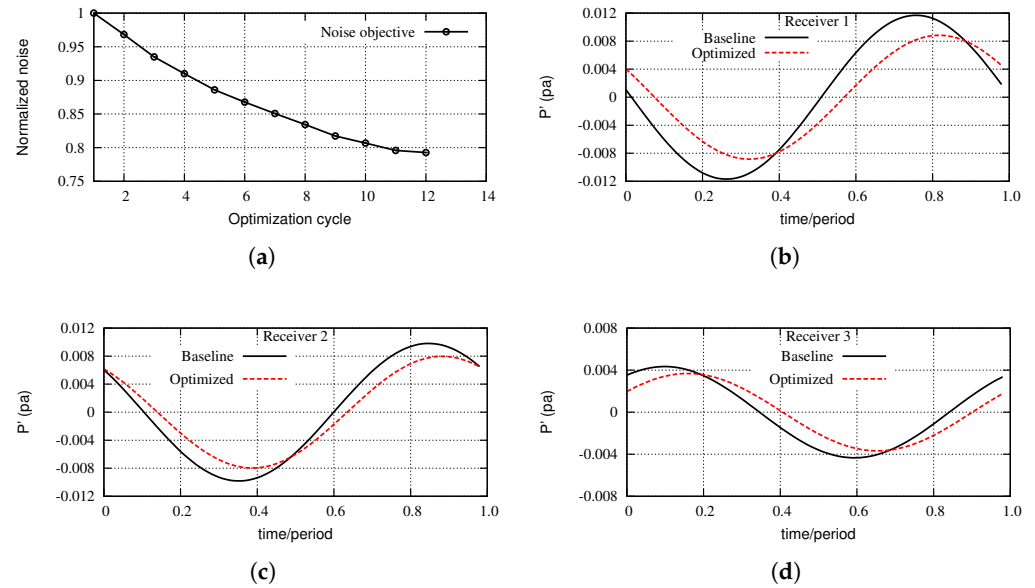 1
0.95
0.9
0.85
0.8
0.75
Normalized noise
Noise objective
2 4 6 8 10 12 14
Optimization cycle
(a)
0.012
0.008
0.004
0
-0.004
-0.008
-0.012
P' (pa)
Receiver 1
Baseline
Optimized
0 0.2 0.4 0.6 0.8 1.0
time/period
(b)
0.012
0.008
0.004
0
-0.004
-0.008
-0.012
P' (pa)
Receiver 2
Baseline
Optimized
0 0.2 0.4 0.6 0.8 1.0
time/period
(c)
0.008
0.004
0
-0.004
-0.008
P' (pa)
Receiver 3
Baseline
Optimized
0 0.2 0.4 0.6 0.8 1.0
time/period
(d)